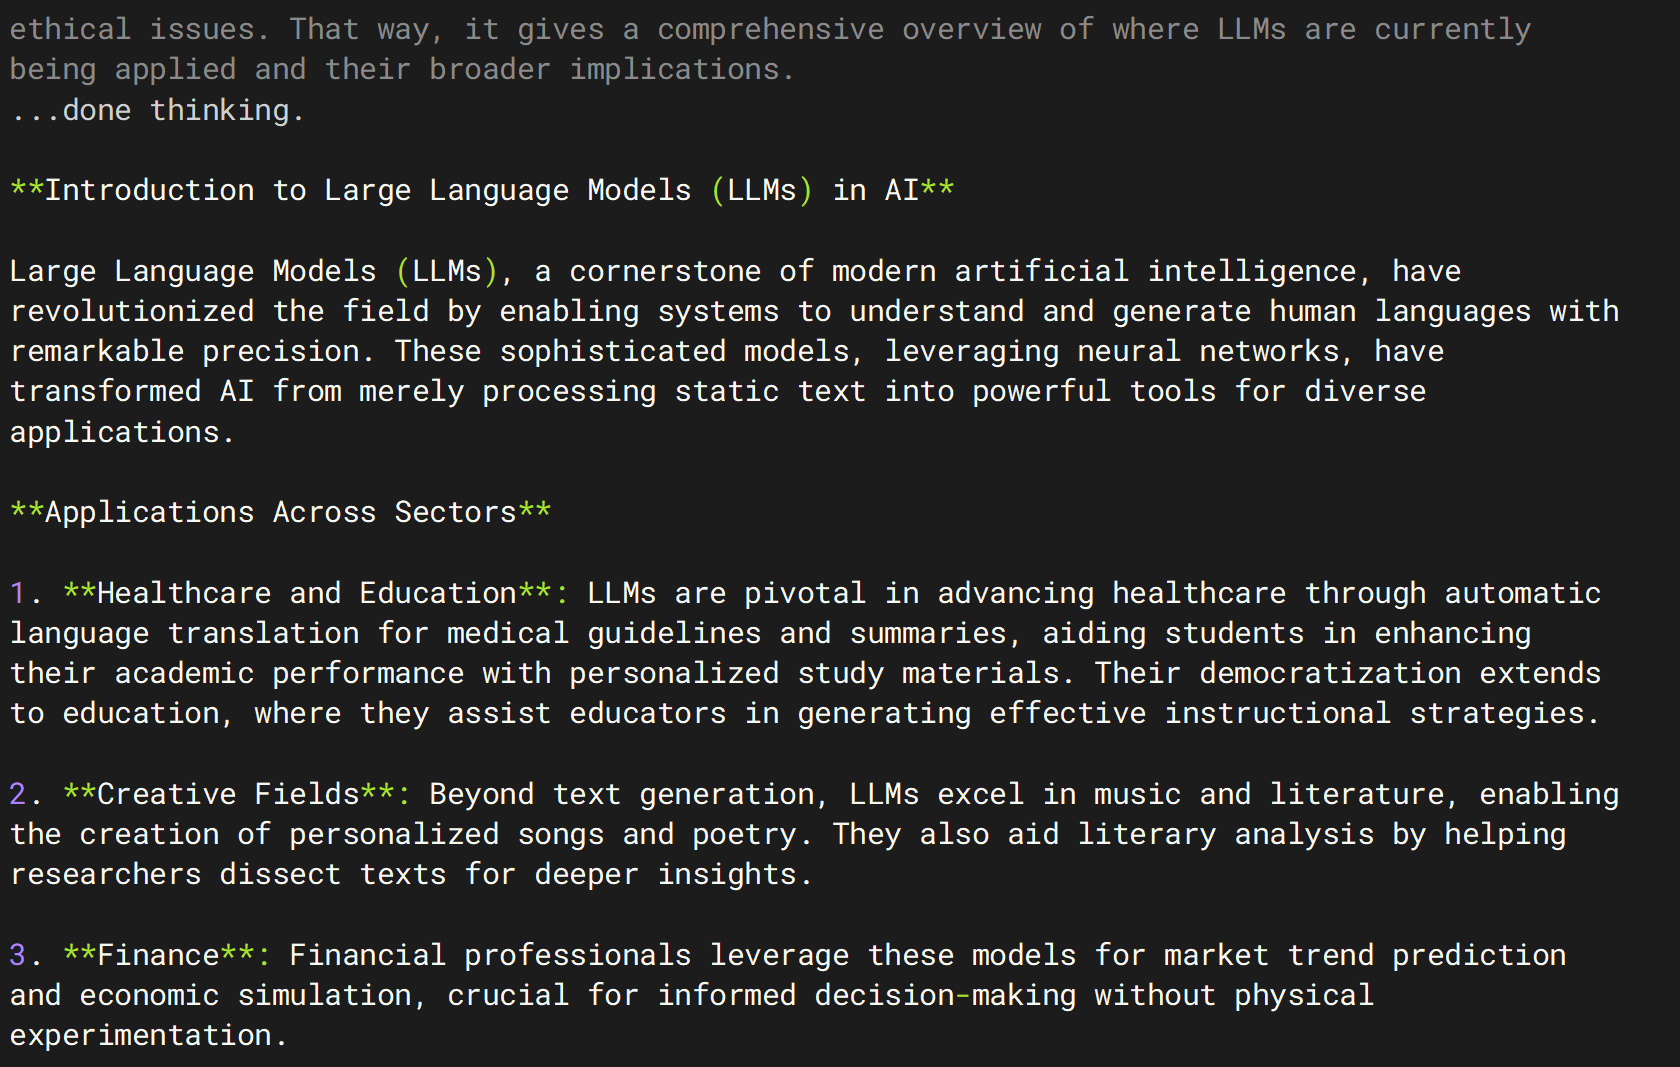 ethical issues. That way, it gives a comprehensive overview of where LLMs are currently
being applied and their broader implications.
...done thinking.
**Introduction to Large Language Models (LLMs) in AI**
Large Language Models (LLMs), a cornerstone of modern artificial intelligence, have
revolutionized the field by enabling systems to understand and generate human languages with
remarkable precision. These sophisticated models, leveraging neural networks, have
transformed AI from merely processing static text into powerful tools for diverse
applications.
**Applications Across Sectors**
1. **Healthcare and Education**: LLMs are pivotal in advancing healthcare through automatic
language translation for medical guidelines and summaries, aiding students in enhancing
their academic performance with personalized study materials. Their democratization extends
to education, where they assist educators in generating effective instructional strategies.
2. **Creative Fields**: Beyond text generation, LLMs excel in music and literature, enabling
the creation of personalized songs and poetry. They also aid literary analysis by helping
researchers dissect texts for deeper insights.
3. **Finance**: Financial professionals leverage these models for market trend prediction
and economic simulation, crucial for informed decision-making without physical
experimentation.